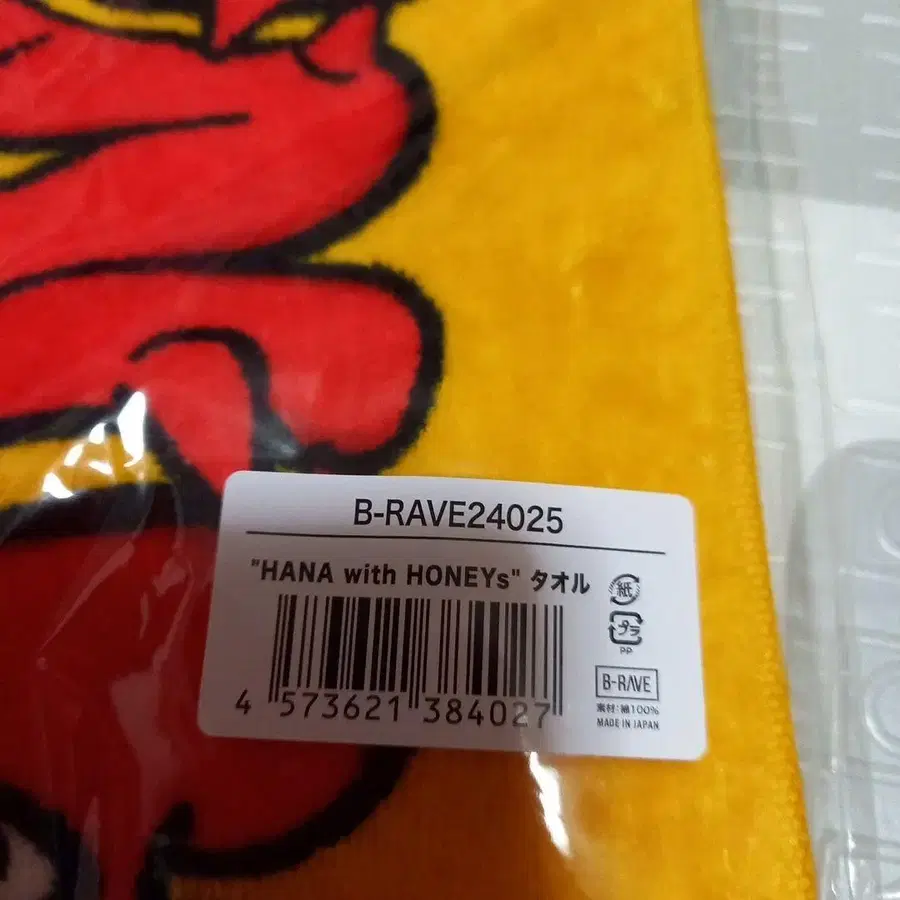 B-RAVE24025
"HANA with HONEYs" タオル
紙
プラ
PP
4 573621 384027
B-RAVE
素材:綿100%
MADE IN JAPAN